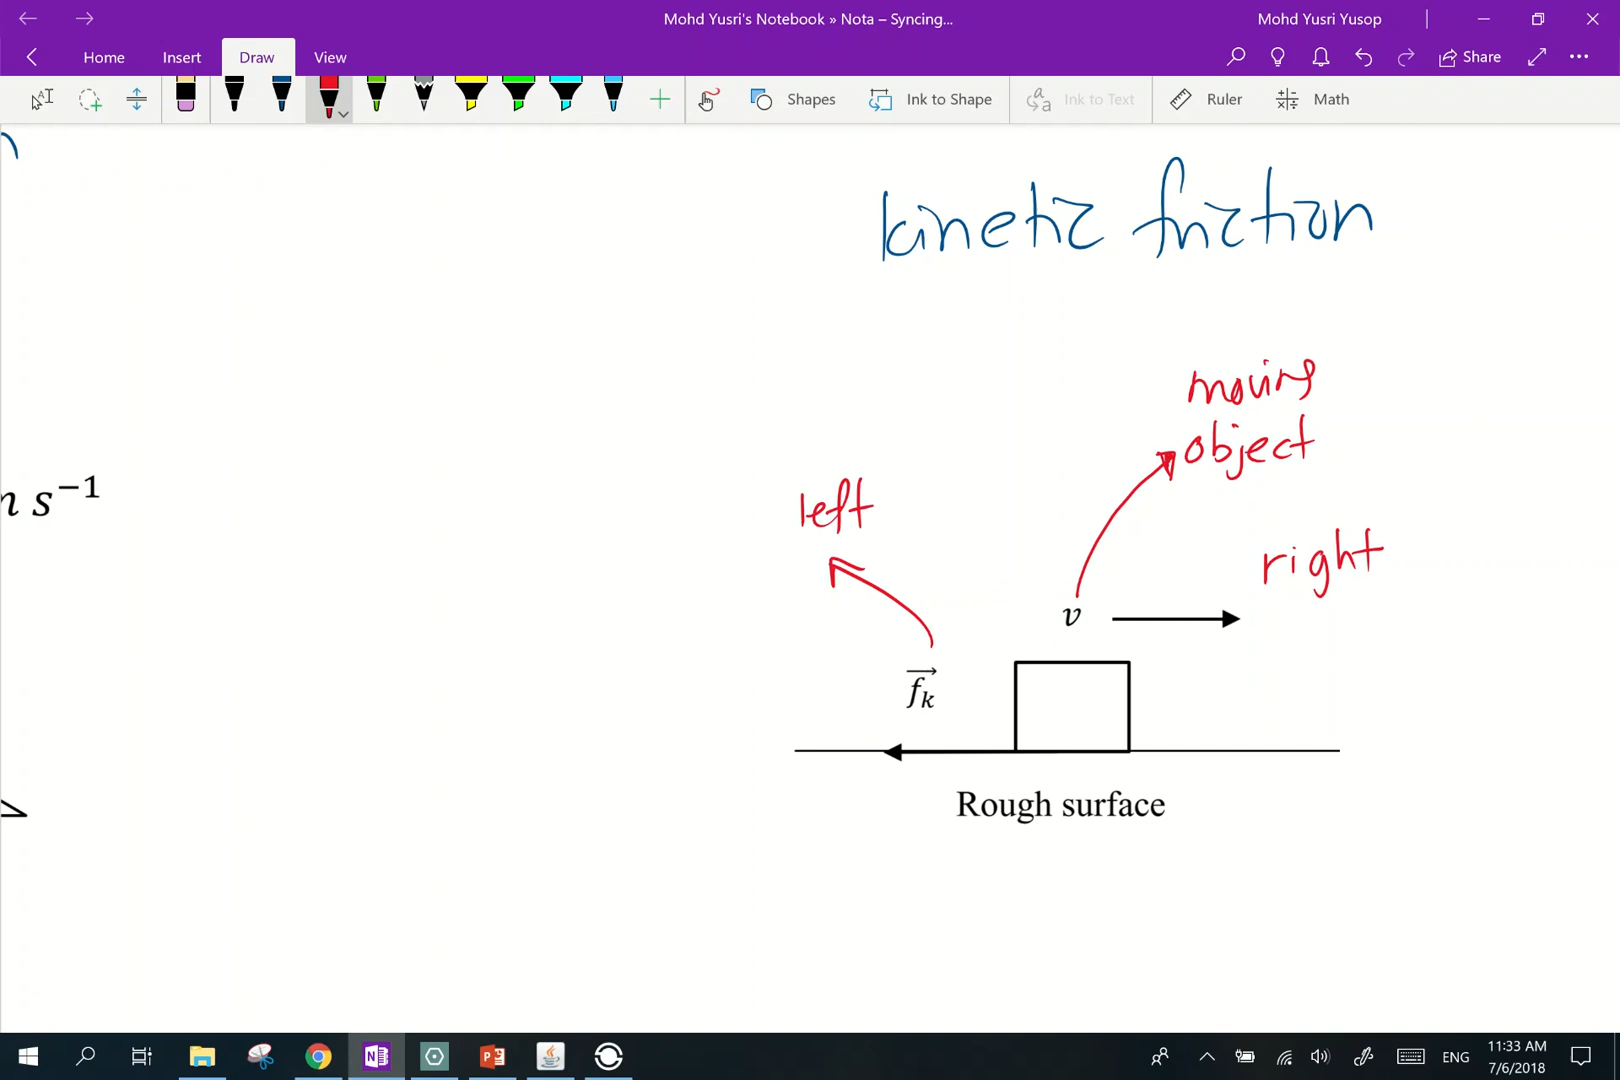 Mohd Yusri's Notebook » Nota – Syncing...
Mohd Yusri Yusop
Home Insert Draw View
Share
Shapes Ink to Shape Ink to Text Ruler Math
kinetic friction
moving
object
s⁻¹
left
right
v
f_k
Rough surface
ENG
11:33 AM
7/6/2018